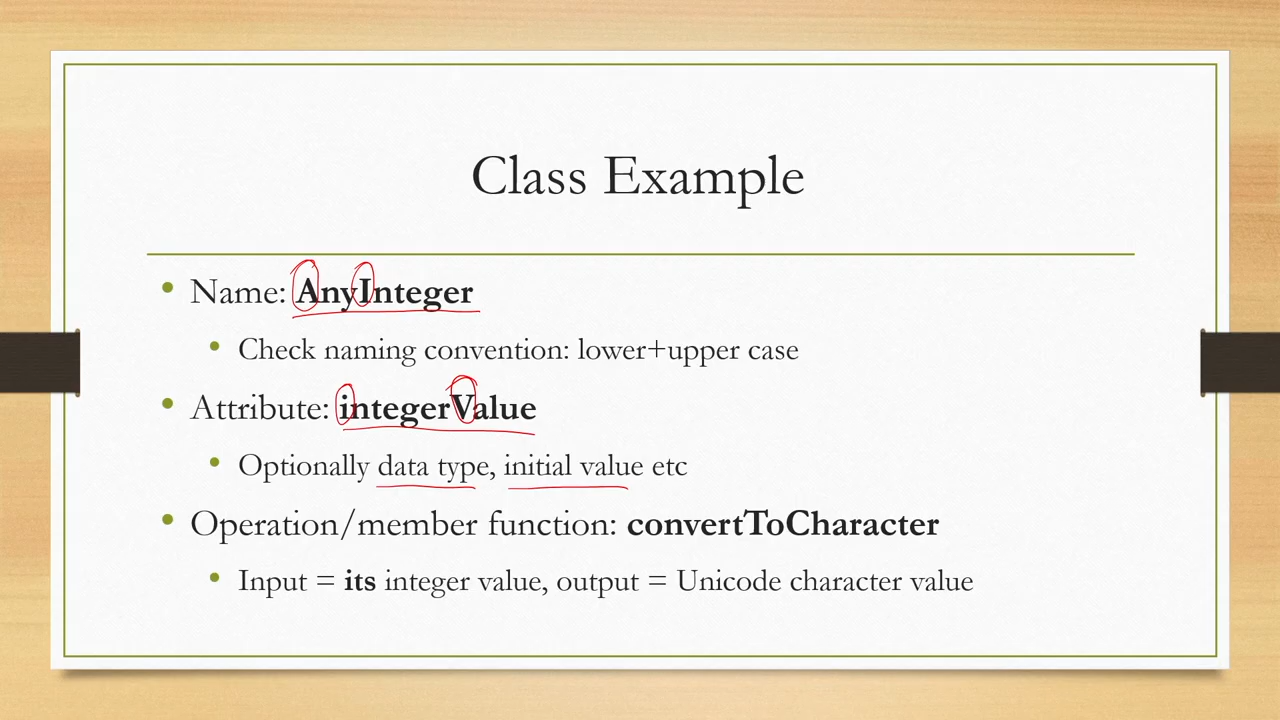 Class Example
• Name: AnyInteger
• Check naming convention: lower+upper case
• Attribute: integerValue
• Optionally data type, initial value etc
• Operation/member function: convertToCharacter
• Input = its integer value, output = Unicode character value